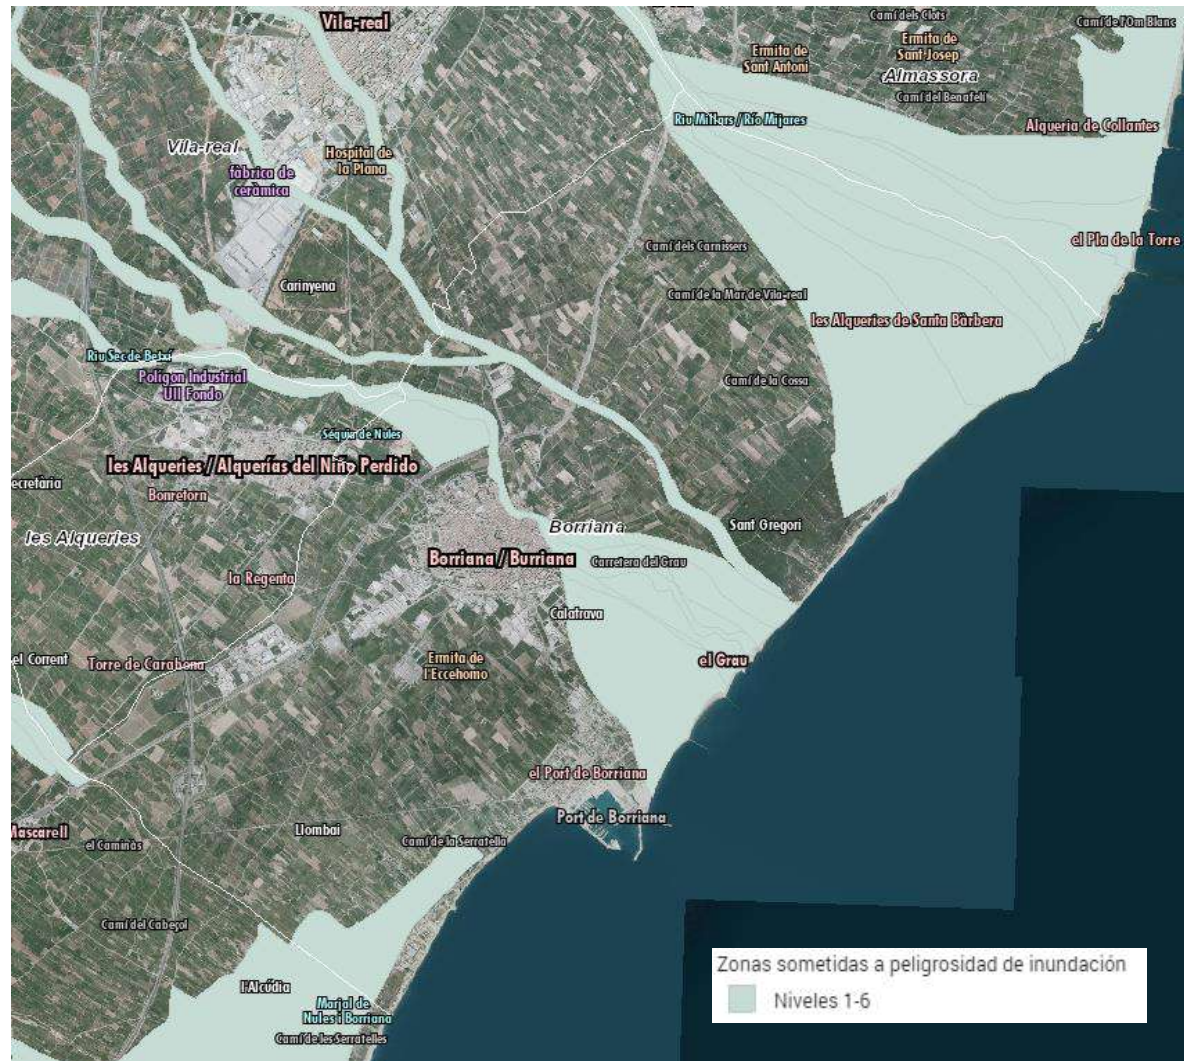 Vila-real
Camí dels Clots
Camí de l'Om Blanc
Ermita de
Sant Antoni
Ermita de
Sant Josep
Almassora
Camí del Benafelí
Riu Millars / Río Mijares
Alqueria de Collantes
Vila-real
Hospital de
la Plana
fàbrica de
ceràmica
Camí dels Carnissers
el Pla de la Torre
Carinyena
Camí de la Mar de Vila-real
les Alqueries de Santa Bàrbera
Riu Sec de Betxí
Polígon Industrial
Ull Fondo
Camí de la Cossa
Séquia de Nules
les Alqueries / Alquerías del Niño Perdido
ecretària
Bonretorn
Sant Gregori
Borriana
les Alqueries
Borriana / Burriana
Carretera del Grau
la Regenta
Calatrava
el Corrent
Torre de Carabona
Ermita de
l'Eccehomo
el Grau
el Port de Borriana
Port de Borriana
Mascarell
el Caminàs
Llombai
Camí de la Serratella
Camí del Cabeçol
l'Alcúdia
Marjal de
Nules i Borriana
Camí de les Serratelles
Zonas sometidas a peligrosidad de inundación
Niveles 1-6